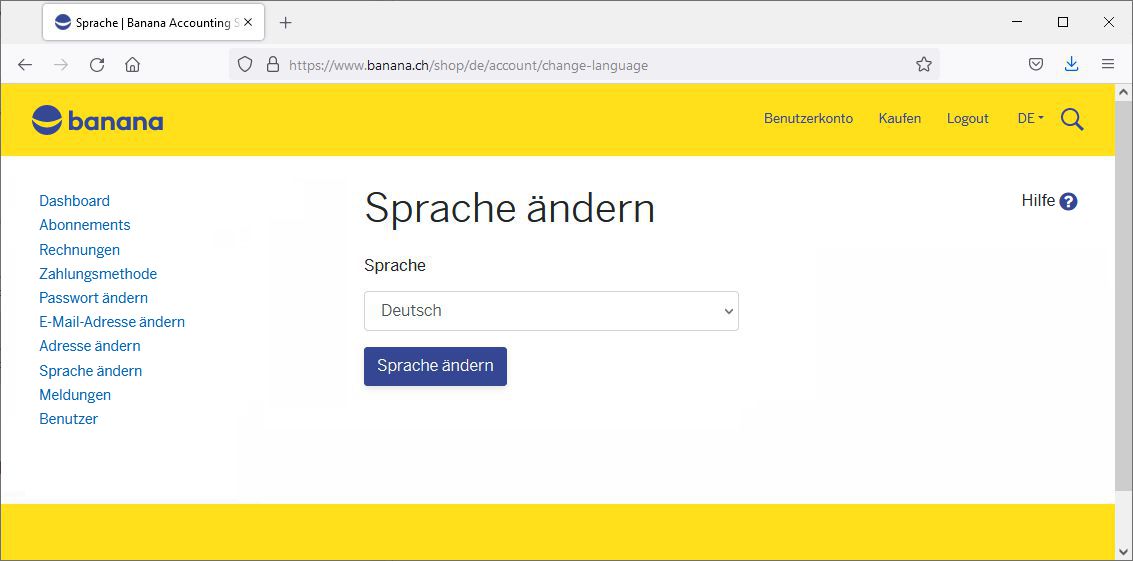 Sprache | Banana Accounting S
https://www.banana.ch/shop/de/account/change-language
banana
Benutzerkonto Kaufen Logout DE
Dashboard
Abonnements
Rechnungen
Zahlungsmethode
Passwort ändern
E-Mail-Adresse ändern
Adresse ändern
Sprache ändern
Meldungen
Benutzer
Sprache ändern
Hilfe ?
Sprache
Deutsch
Sprache ändern